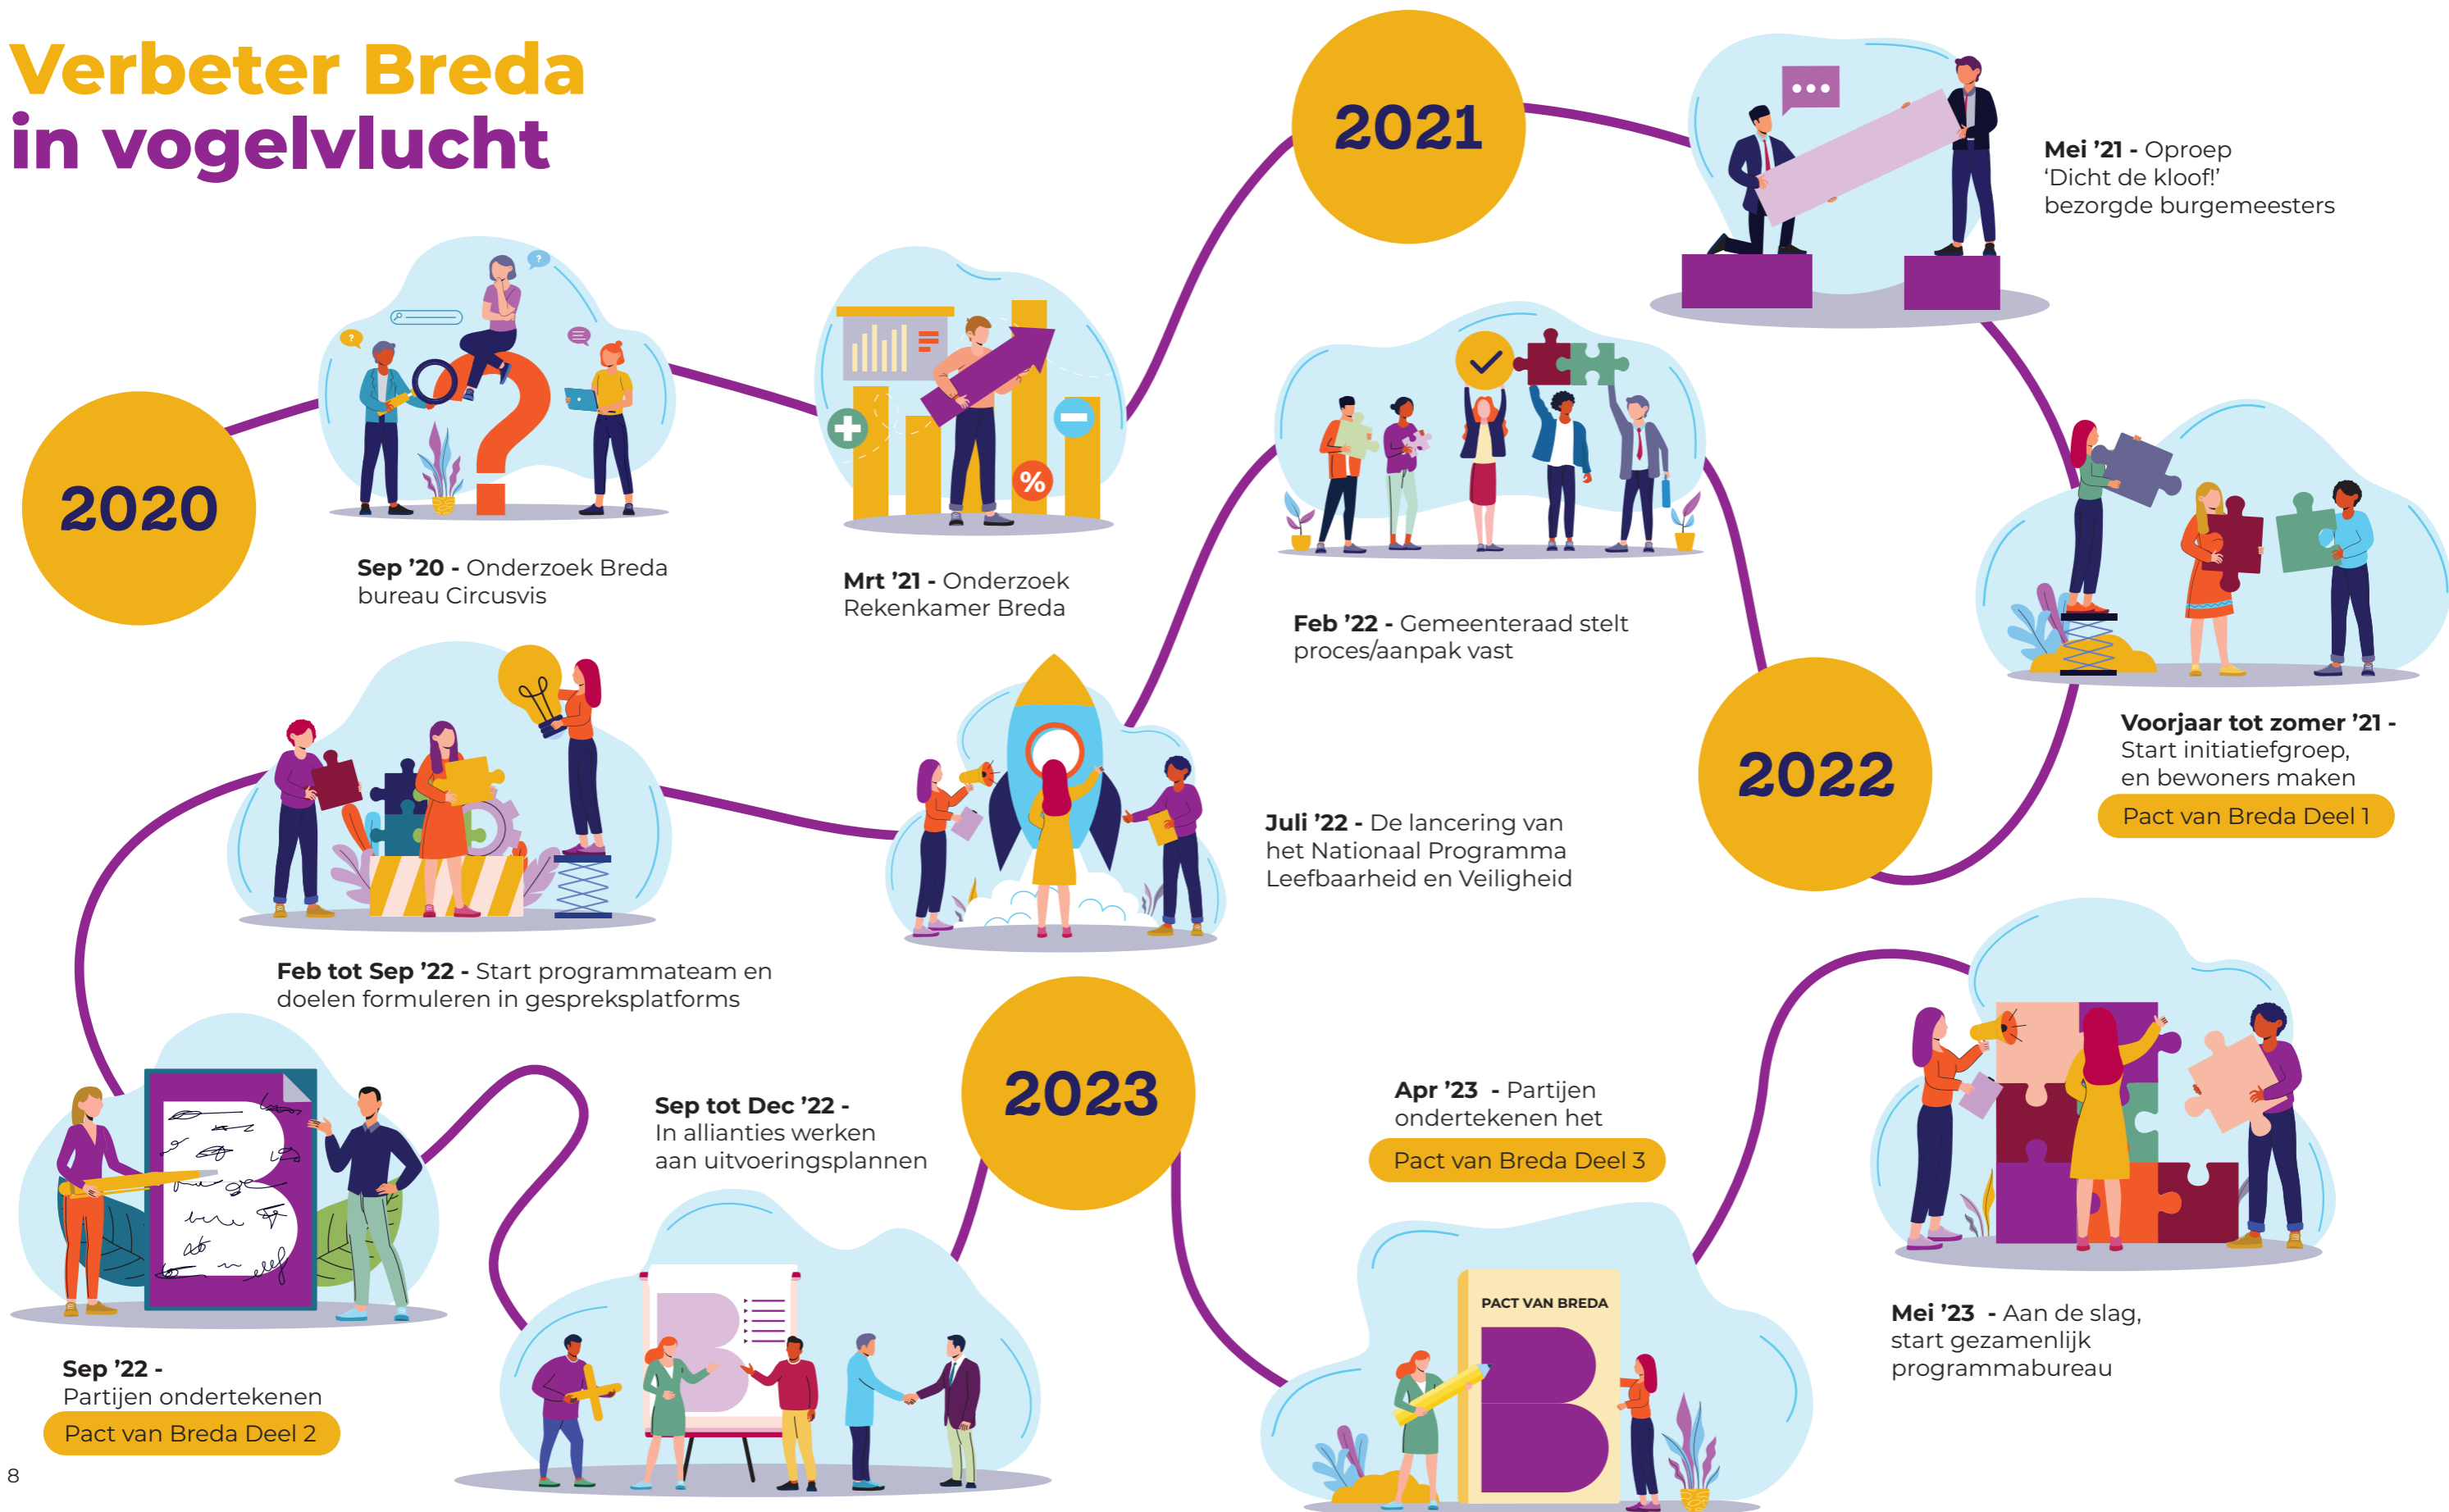 Verbeter Breda
in vogelvlucht
2020
Sep ’20 - Onderzoek Breda
bureau Circusvis
Mrt ’21 - Onderzoek
Rekenkamer Breda
2021
Mei ’21 - Oproep
‘Dicht de kloof!’
bezorgde burgemeesters
Voorjaar tot zomer ’21 -
Start initiatiefgroep,
en bewoners maken
Pact van Breda Deel 1
2022
Feb ’22 - Gemeenteraad stelt
proces/aanpak vast
Juli ’22 - De lancering van
het Nationaal Programma
Leefbaarheid en Veiligheid
Feb tot Sep ’22 - Start programmateam en
doelen formuleren in gespreksplatforms
Sep ’22 -
Partijen ondertekenen
Pact van Breda Deel 2
Sep tot Dec ’22 -
In allianties werken
aan uitvoeringsplannen
2023
Apr ’23 - Partijen
ondertekenen het
Pact van Breda Deel 3
PACT VAN BREDA
Mei ’23 - Aan de slag,
start gezamenlijk
programmabureau
%
?
?
8